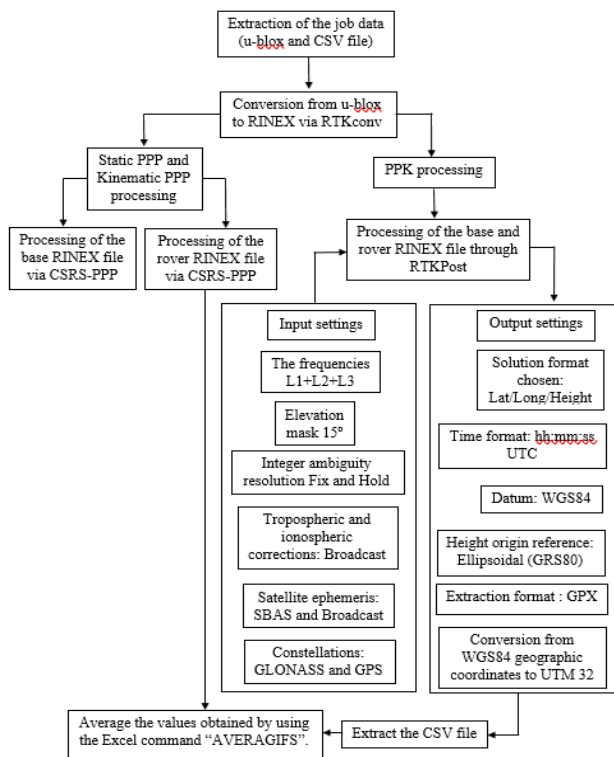 Extraction of the job data
(u-blox and CSV file)
Conversion from u-blox
to RINEX via RTKconv
Static PPP and
Kinematic PPP
processing
PPK processing
Processing of the
base RINEX file
via CSRS-PPP
Processing of the
rover RINEX file
via CSRS-PPP
Processing of the base and
rover RINEX file through
RTKPost
Input settings
The frequencies
L1+L2+L3
Elevation
mask 15°
Integer ambiguity
resolution Fix and Hold
Tropospheric and
ionospheric
corrections: Broadcast
Satellite ephemeris:
SBAS and Broadcast
Constellations:
GLONASS and GPS
Output settings
Solution format
chosen:
Lat/Long/Height
Time format: hh:mm:ss
UTC
Datum: WGS84
Height origin reference:
Ellipsoidal (GRS80)
Extraction format : GPX
Conversion from
WGS84 geographic
coordinates to UTM 32
Average the values obtained by using
the Excel command “AVERAGIFS”.
Extract the CSV file